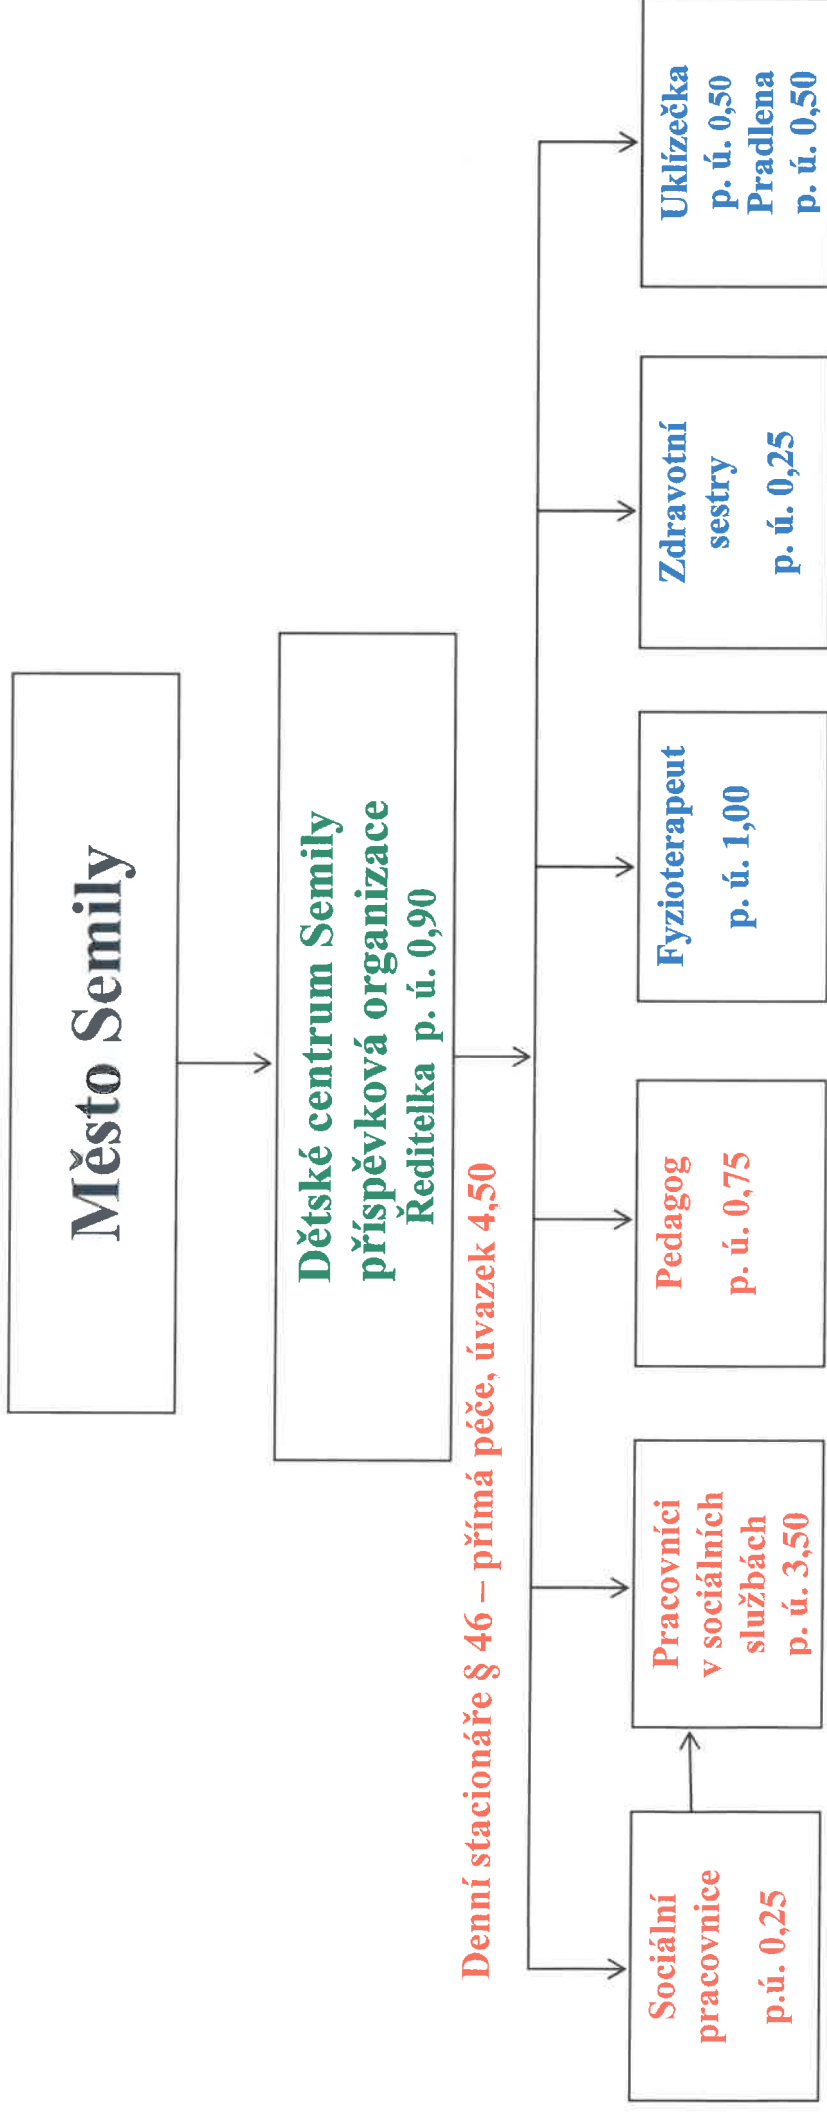 Město Semily
Dětské centrum Semily
příspěvková organizace
Ředitelka p. ú. 0,90
Denní stacionáře § 46 – přímá péče, úvazek 4,50
Sociální
pracovnice
p.ú. 0,25
Pracovníci
v sociálních
službách
p. ú. 3,50
Pedagog
p. ú. 0,75
Fyzioterapeut
p. ú. 1,00
Zdravotní
sestry
p. ú. 0,25
Uklízečka
p. ú. 0,50
Pradlena
p. ú. 0,50